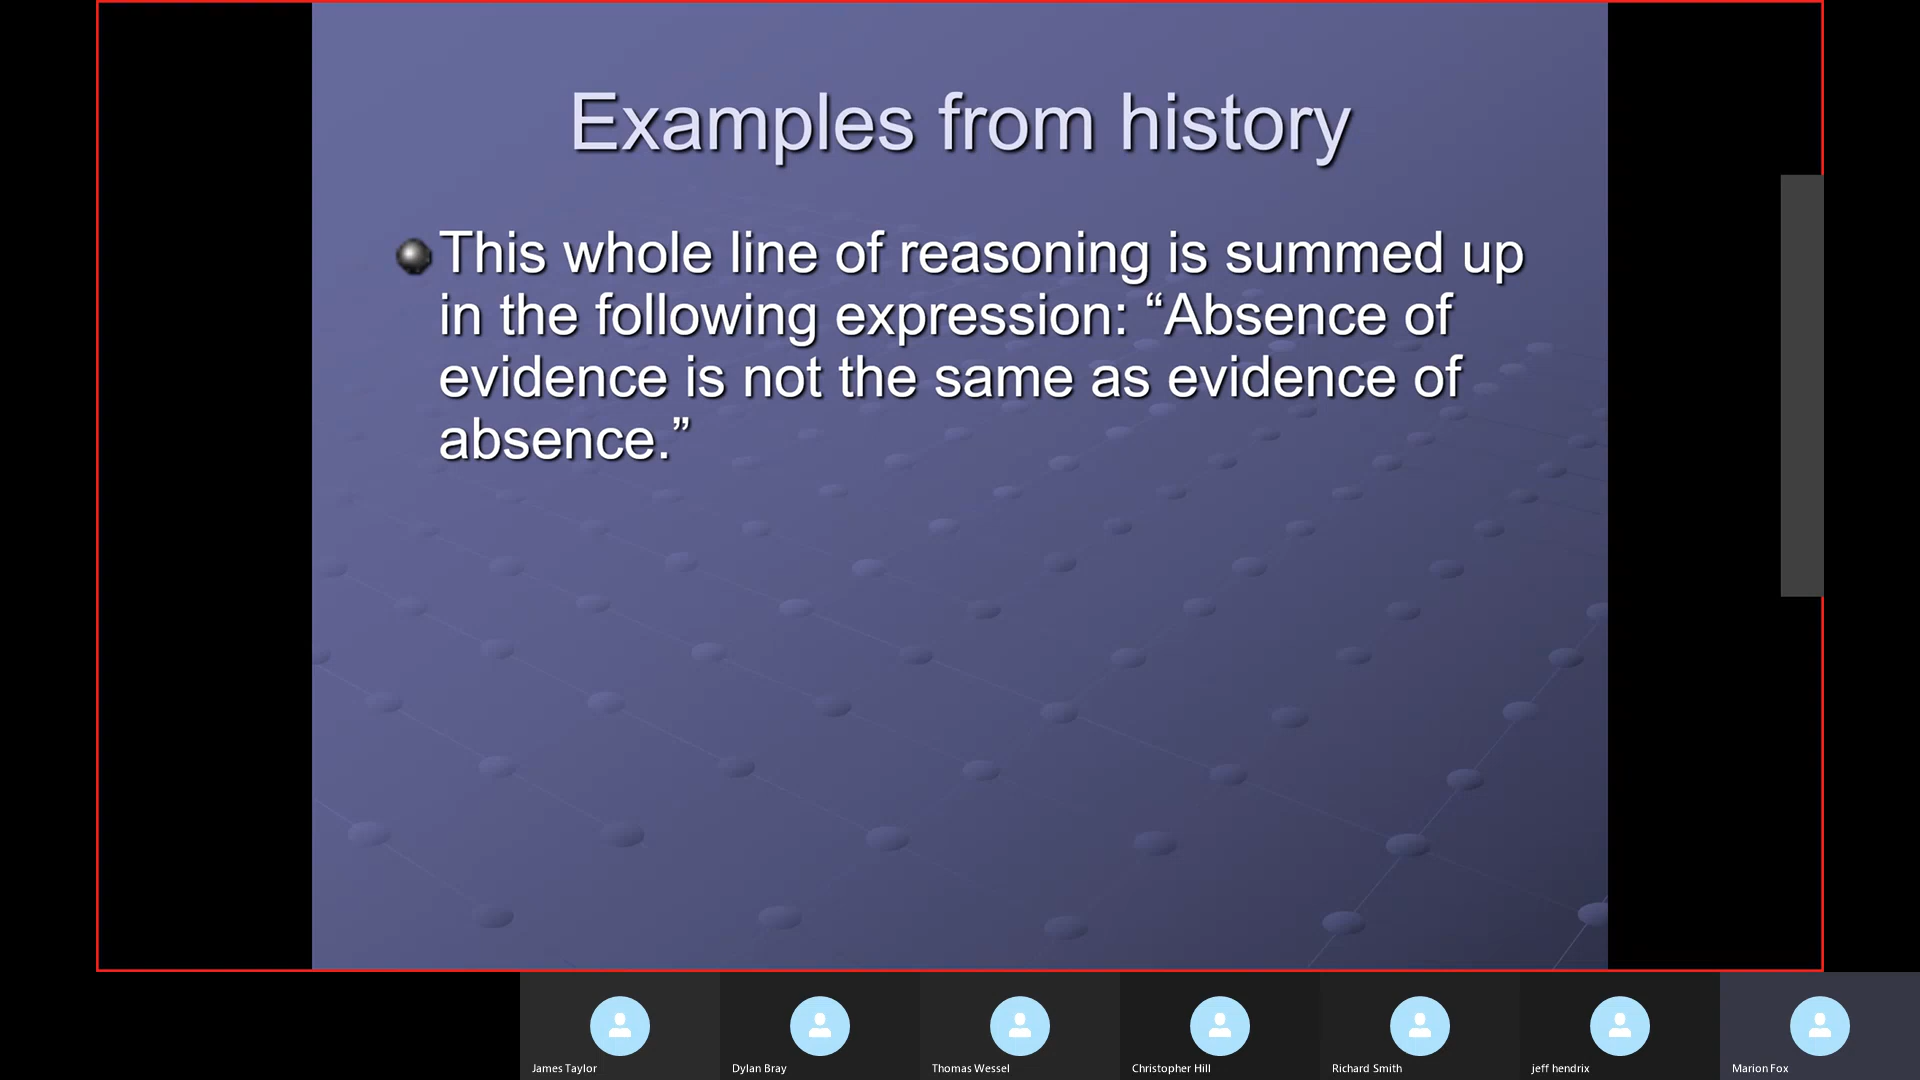 Examples from history
This whole line of reasoning is summed up
in the following expression: “Absence of
evidence is not the same as evidence of
absence.”
James Taylor
Dylan Bray
Thomas Wessel
Christopher Hill
Richard Smith
jeff hendrix
Marion Fox